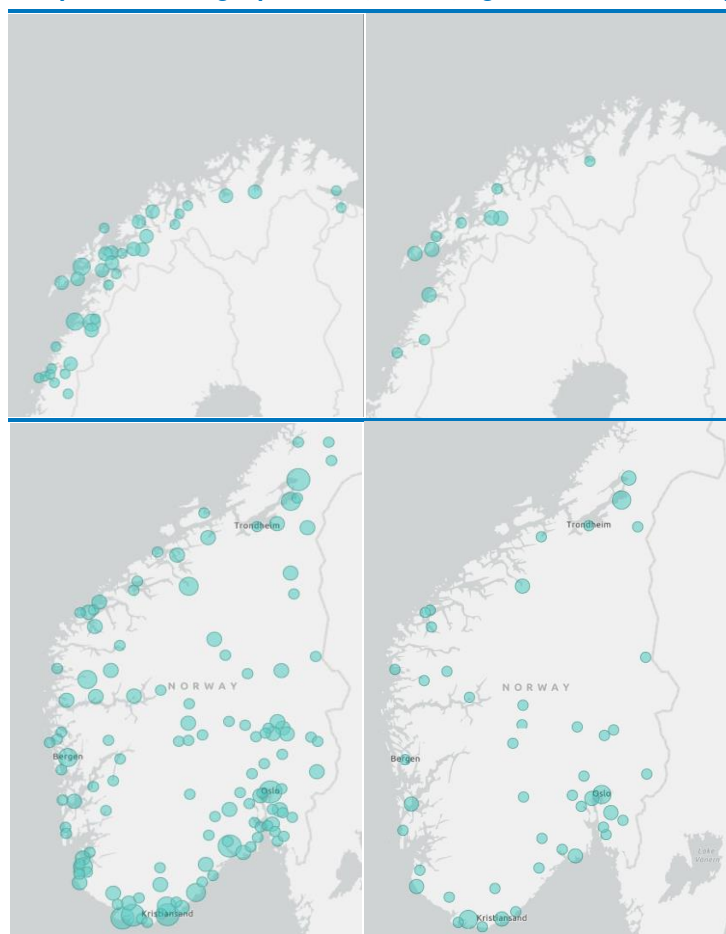 Trondheim
Trondheim
NORWAY
NORWAY
Bergen
Bergen
Oslo
Oslo
Lake
Vänern
Kristiansand
Kristiansand